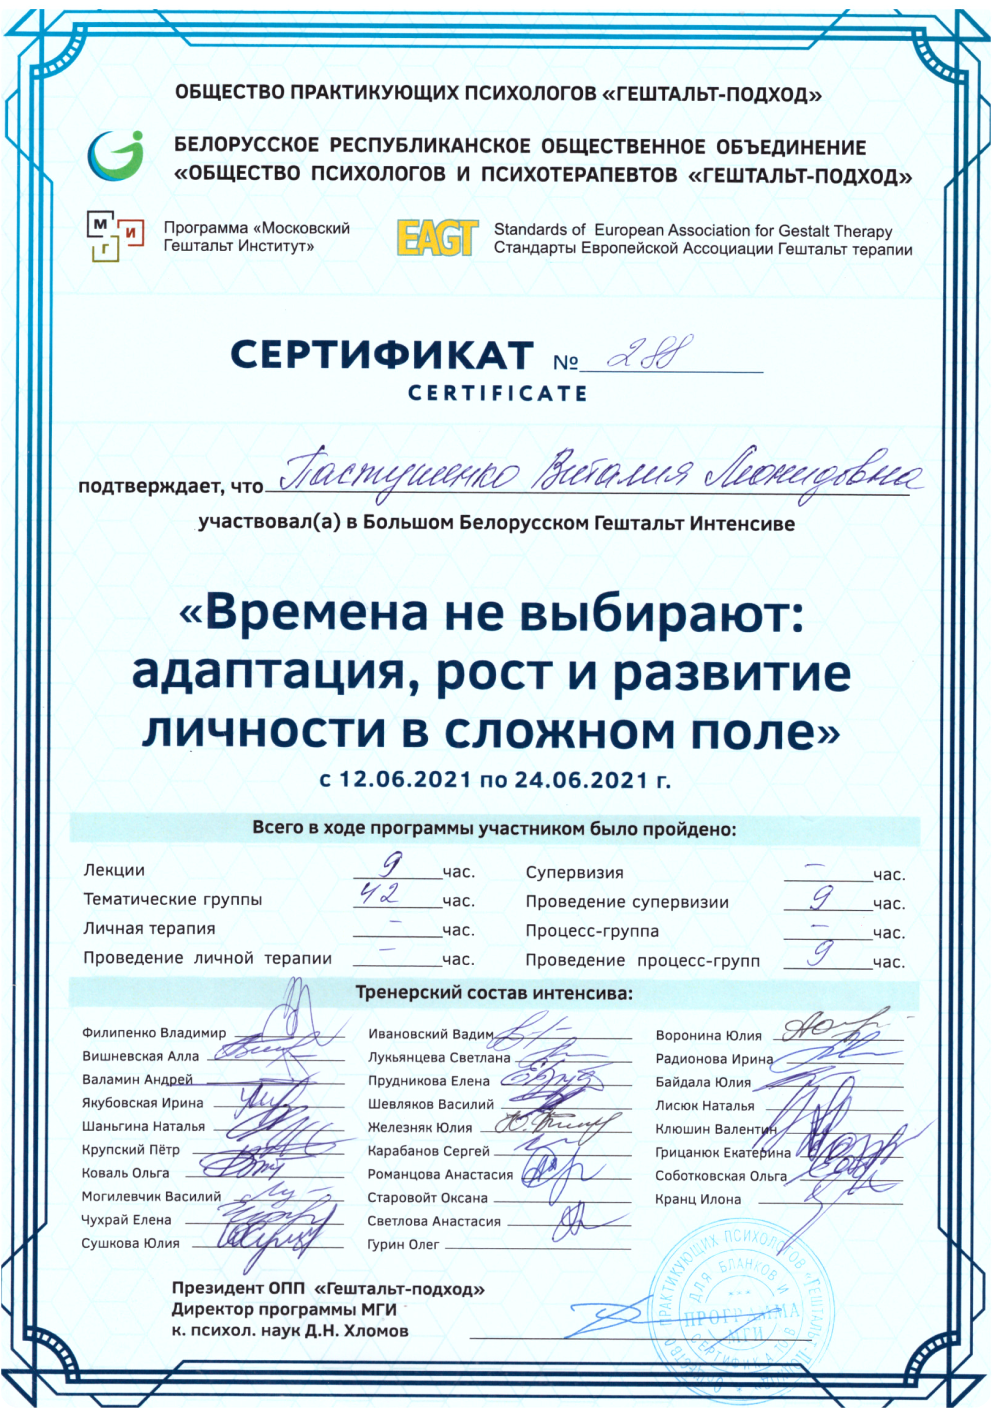 ОБЩЕСТВО ПРАКТИКУЮЩИХ ПСИХОЛОГОВ «ГЕШТАЛЬТ-ПОДХОД»
БЕЛОРУССКОЕ РЕСПУБЛИКАНСКОЕ ОБЩЕСТВЕННОЕ ОБЪЕДИНЕНИЕ
«ОБЩЕСТВО ПСИХОЛОГОВ И ПСИХОТЕРАПЕВТОВ «ГЕШТАЛЬТ-ПОДХОД»
М И Г
Программа «Московский
Гештальт Институт»
EAGT
Standards of European Association for Gestalt Therapy
Стандарты Европейской Ассоциации Гештальт терапии
СЕРТИФИКАТ № 288
CERTIFICATE
подтверждает, что Пастушенко Виталия Леонидовна
участвовал(а) в Большом Белорусском Гештальт Интенсиве
«Времена не выбирают:
адаптация, рост и развитие
личности в сложном поле»
с 12.06.2021 по 24.06.2021 г.
Всего в ходе программы участником было пройдено:
Лекции 9 час.
Тематические группы 42 час.
Личная терапия – час.
Проведение личной терапии – час.
Супервизия – час.
Проведение супервизии 9 час.
Процесс-группа – час.
Проведение процесс-групп 9 час.
Тренерский состав интенсива:
Филипенко Владимир
Вишневская Алла
Валамин Андрей
Якубовская Ирина
Шаньгина Наталья
Крупский Пётр
Коваль Ольга
Могилевчик Василий
Чухрай Елена
Сушкова Юлия
Ивановский Вадим
Лукьянцева Светлана
Прудникова Елена
Шевляков Василий
Железняк Юлия
Карабанов Сергей
Романцова Анастасия
Старовойт Оксана
Светлова Анастасия
Гурин Олег
Воронина Юлия
Радионова Ирина
Байдала Юлия
Лисюк Наталья
Клюшин Валентин
Грицанюк Екатерина
Соботковская Ольга
Кранц Илона
Президент ОПП «Гештальт-подход»
Директор программы МГИ
к. психол. наук Д.Н. Хломов
ОБЩЕСТВО ПРАКТИКУЮЩИХ ПСИХОЛОГОВ «ГЕШТАЛЬТ-ПОДХОД»
ДЛЯ БЛАНКОВ И СЕРТИФИКАТОВ
ПРОГРАММА
МГИ